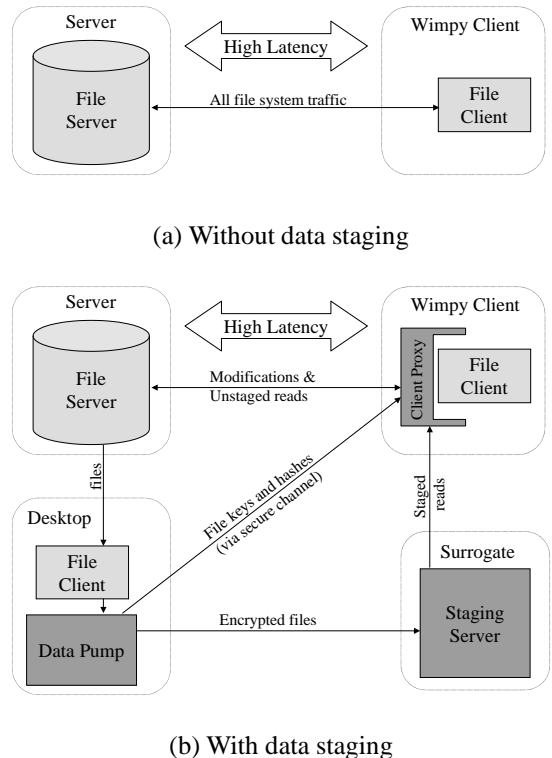 Server
Wimpy Client
High Latency
File
Server
All file system traffic
File
Client
(a) Without data staging
Server
Wimpy Client
High Latency
File
Server
Modifications &
Unstaged reads
Client Proxy
File
Client
files
File keys and hashes
(via secure channel)
Staged
reads
Desktop
File
Client
Surrogate
Data Pump
Encrypted files
Staging
Server
(b) With data staging